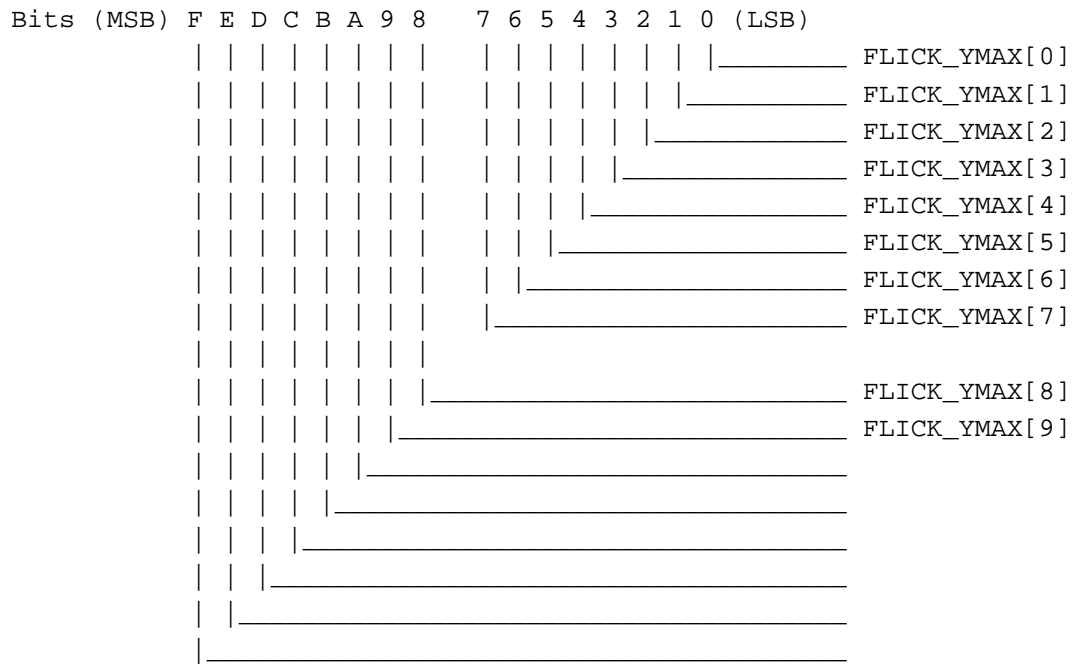 Bits (MSB) F E D C B A 9 8 7 6 5 4 3 2 1 0 (LSB)
FLICK_YMAX[0]
FLICK_YMAX[1]
FLICK_YMAX[2]
FLICK_YMAX[3]
FLICK_YMAX[4]
FLICK_YMAX[5]
FLICK_YMAX[6]
FLICK_YMAX[7]
FLICK_YMAX[8]
FLICK_YMAX[9]